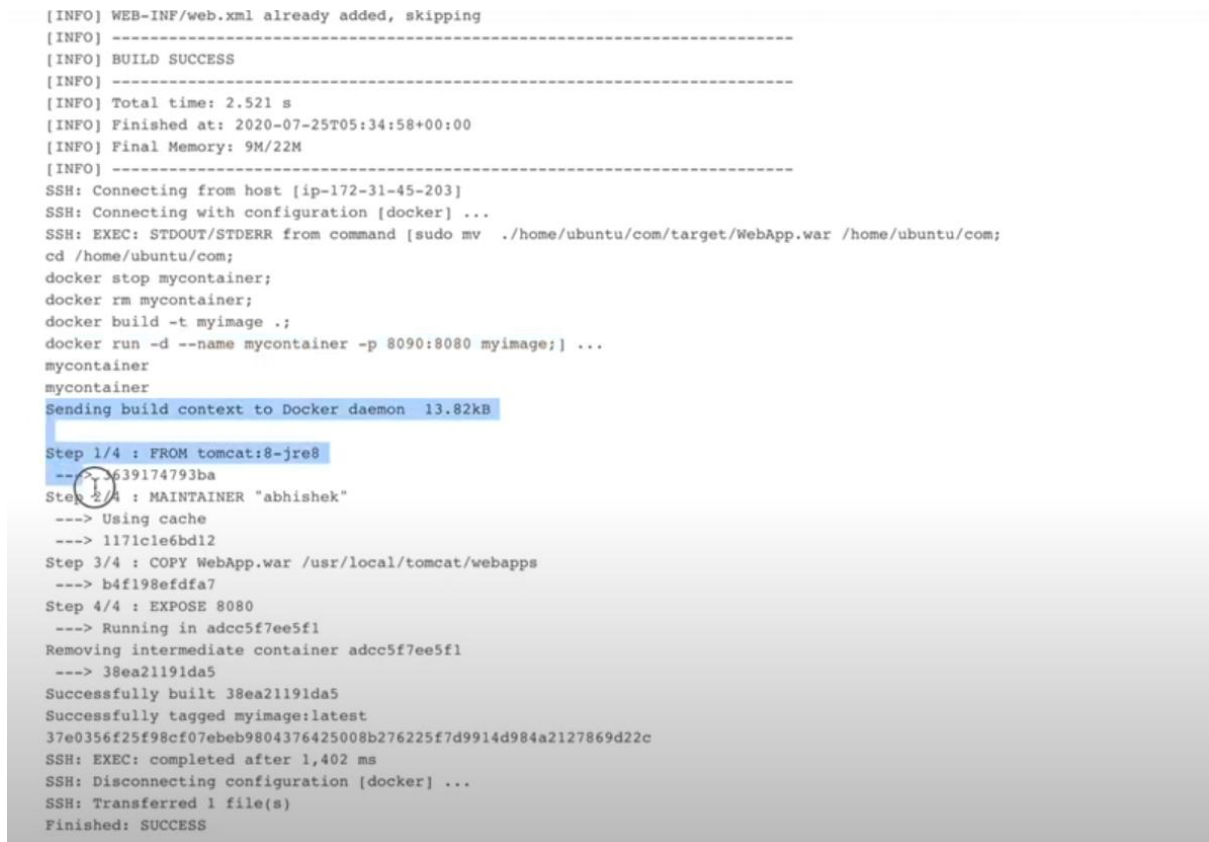 [INFO] WEB-INF/web.xml already added, skipping
[INFO] ------------------------------------------------------------------------
[INFO] BUILD SUCCESS
[INFO] ------------------------------------------------------------------------
[INFO] Total time: 2.521 s
[INFO] Finished at: 2020-07-25T05:34:58+00:00
[INFO] Final Memory: 9M/22M
[INFO] ------------------------------------------------------------------------
SSH: Connecting from host [ip-172-31-45-203]
SSH: Connecting with configuration [docker] ...
SSH: EXEC: STDOUT/STDERR from command [sudo mv  ./home/ubuntu/com/target/WebApp.war /home/ubuntu/com;
cd /home/ubuntu/com;
docker stop mycontainer;
docker rm mycontainer;
docker build -t myimage .;
docker run -d --name mycontainer -p 8090:8080 myimage;] ...
mycontainer
mycontainer
Sending build context to Docker daemon  13.82kB
Step 1/4 : FROM tomcat:8-jre8
---> 3639174793ba
Step 2/4 : MAINTAINER "abhishek"
---> Using cache
---> 1171c1e6bd12
Step 3/4 : COPY WebApp.war /usr/local/tomcat/webapps
---> b4f198efdfa7
Step 4/4 : EXPOSE 8080
---> Running in adcc5f7ee5f1
Removing intermediate container adcc5f7ee5f1
---> 38ea21191da5
Successfully built 38ea21191da5
Successfully tagged myimage:latest
37e0356f25f98cf07ebeb9804376425008b276225f7d9914d984a2127869d22c
SSH: EXEC: completed after 1,402 ms
SSH: Disconnecting configuration [docker] ...
SSH: Transferred 1 file(s)
Finished: SUCCESS